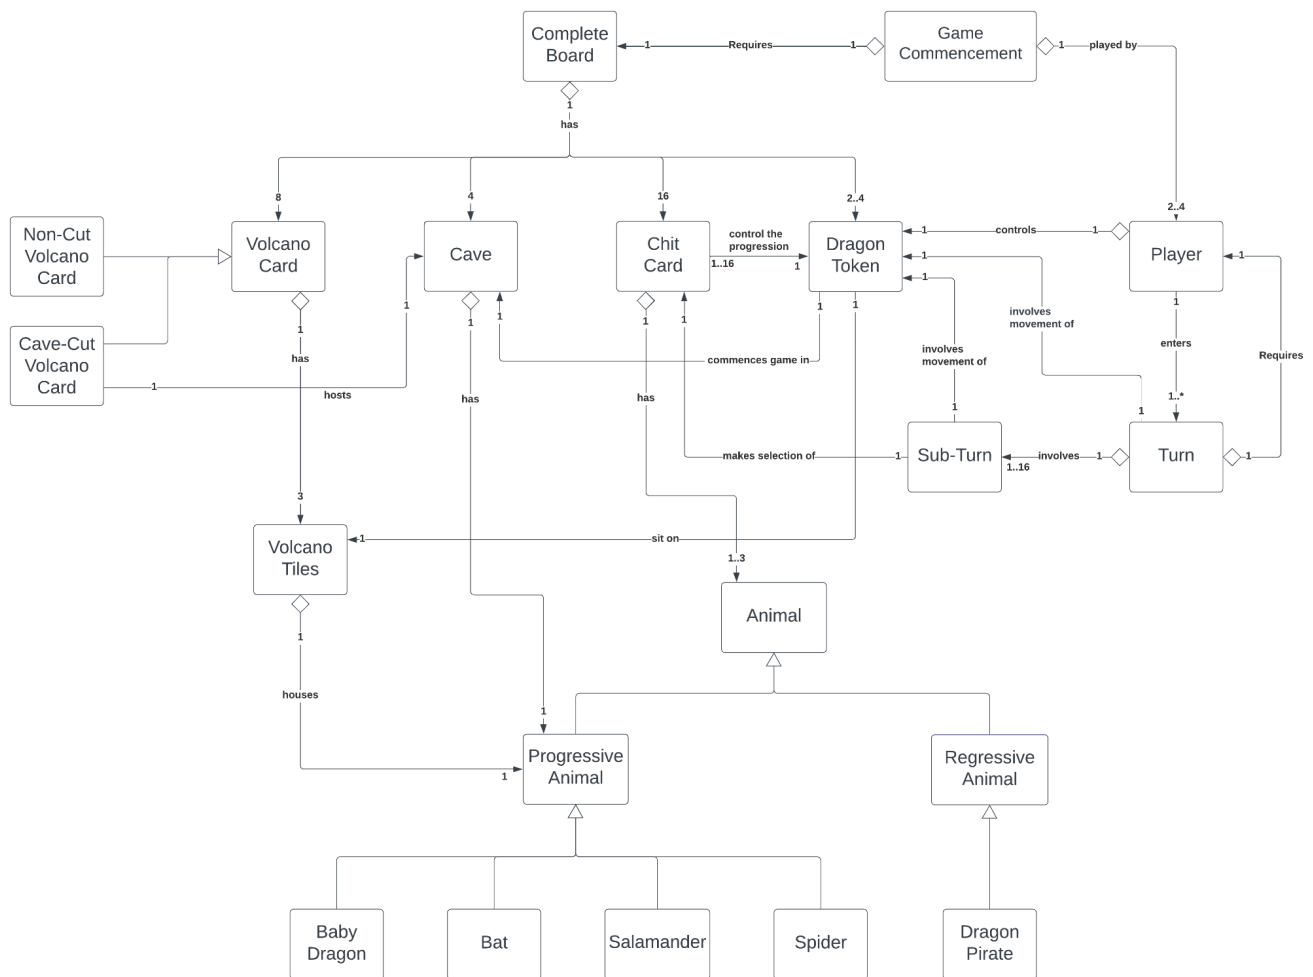 Complete
Board
1
Requires
1
Game
Commencement
1
played by
1
has
8
4
16
2..4
2..4
Non-Cut
Volcano
Card
Volcano
Card
Cave
Chit
Card
control the
progression
1..16
1
Dragon
Token
1
controls
1
Player
1
1
1
Cave-Cut
Volcano
Card
1
hosts
1
1
has
1
1
1
1
1
1
commences game in
involves
movement of
involves
movement of
1
enters
1..*
Requires
has
has
1
makes selection of
1
1
Sub-Turn
1..16
involves
1
Turn
1
3
Volcano
Tiles
1
sit on
1..3
Animal
1
houses
1
1
Progressive
Animal
Regressive
Animal
Baby
Dragon
Bat
Salamander
Spider
Dragon
Pirate